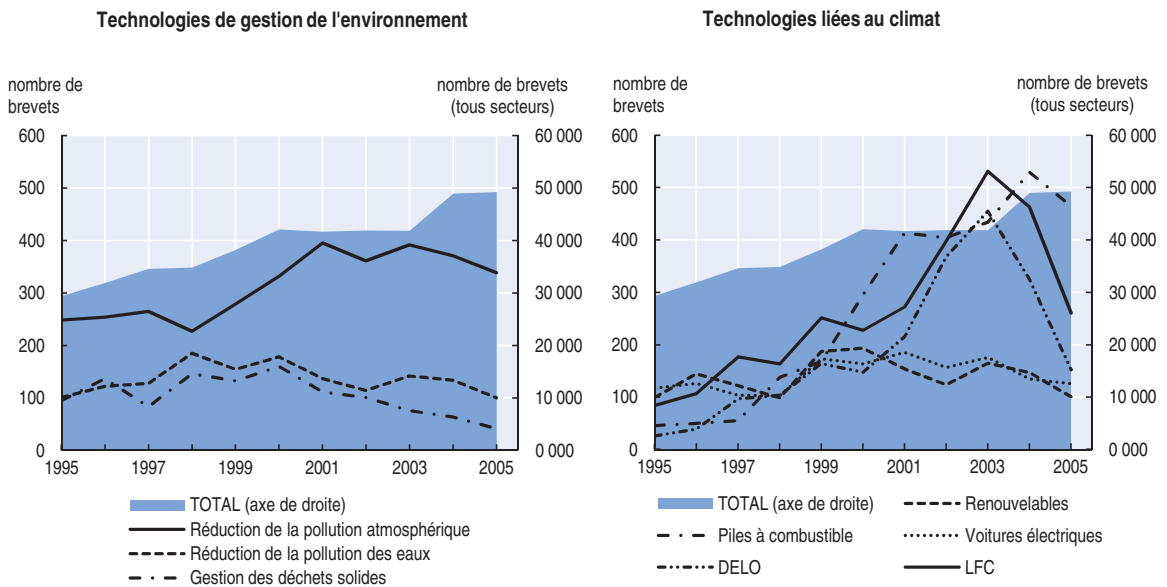 Technologies de gestion de l'environnement
nombre de
brevets
nombre de brevets
(tous secteurs)
600
500
400
300
200
100
0
60 000
50 000
40 000
30 000
20 000
10 000
0 000
1995
1997
1999
2001
2003
2005
TOTAL (axe de droite)
Réduction de la pollution atmosphérique
Réduction de la pollution des eaux
Gestion des déchets solides
Technologies liées au climat
nombre de
brevets
nombre de brevets
(tous secteurs)
600
500
400
300
200
100
0
60 000
50 000
40 000
30 000
20 000
10 000
0 000
1995
1997
1999
2001
2003
2005
TOTAL (axe de droite)
Renouvelables
Piles à combustible
Voitures électriques
DELO
LFC